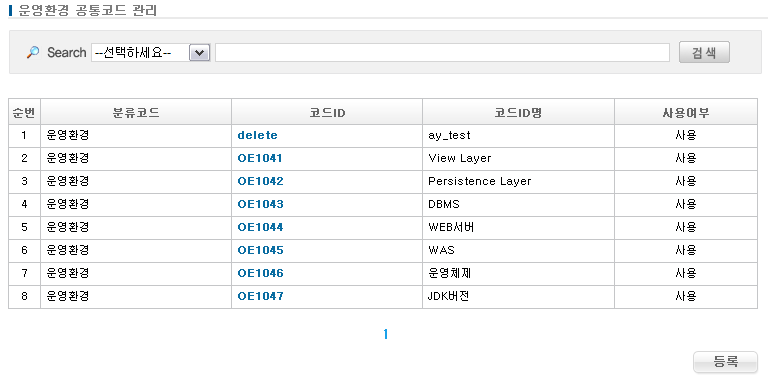 운영환경 공통코드 관리
Search --선택하세요-- 검색
순번 분류코드 코드ID 코드ID명 사용여부
1 운영환경 delete ay_test 사용
2 운영환경 OE1041 View Layer 사용
3 운영환경 OE1042 Persistence Layer 사용
4 운영환경 OE1043 DBMS 사용
5 운영환경 OE1044 WEB서버 사용
6 운영환경 OE1045 WAS 사용
7 운영환경 OE1046 운영체제 사용
8 운영환경 OE1047 JDK버전 사용
1
등록